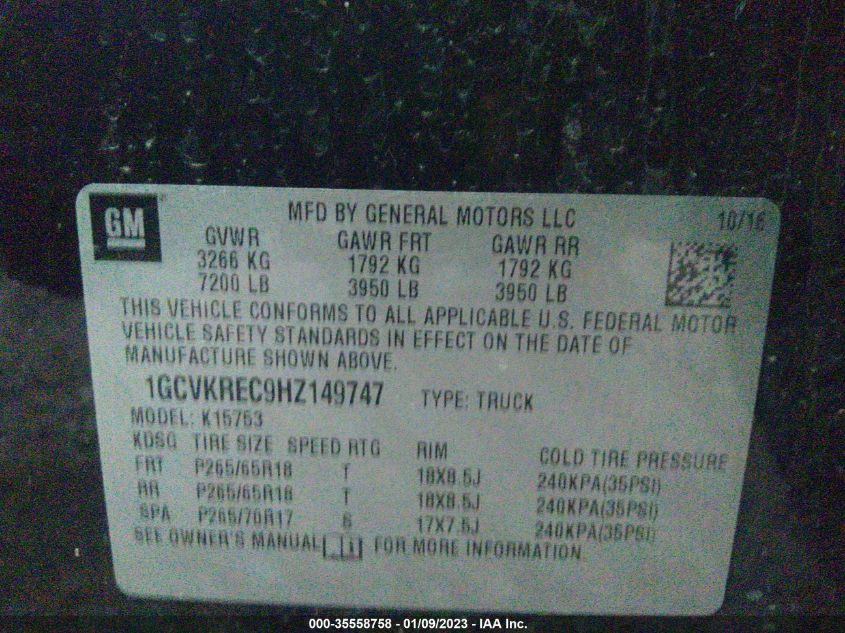 GM
MFD BY GENERAL MOTORS LLC 10/16
GVWR GAWR FRT GAWR RR
3266 KG 1792 KG 1792 KG
7200 LB 3950 LB 3950 LB
THIS VEHICLE CONFORMS TO ALL APPLICABLE U.S. FEDERAL MOTOR
VEHICLE SAFETY STANDARDS IN EFFECT ON THE DATE OF
MANUFACTURE SHOWN ABOVE.
1GCVKREC9HZ149747 TYPE: TRUCK
MODEL: K15753
KDSG TIRE SIZE SPEED RTG RIM COLD TIRE PRESSURE
FRT P265/65R18 T 18X8.5J 240KPA(35PSI)
RR P265/65R18 T 18X8.5J 240KPA(35PSI)
SPA P265/70R17 S 17X7.5J 240KPA(35PSI)
SEE OWNER'S MANUAL FOR MORE INFORMATION.
000-35558758 - 01/09/2023 - IAA Inc.